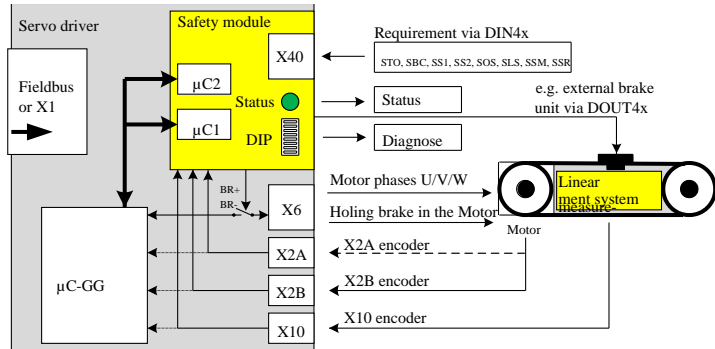 Servo driver
Safety module
Fieldbus
or X1
µC2
µC1
X40
Status
DIP
Requirement via DIN4x
STO, SBC, SS1, SS2, SOS, SLS, SSM, SSR
Status
Diagnose
e.g. external brake
unit via DOUT4x
BR+
BR-
X6
Motor phases U/V/W
Holing brake in the Motor
Linear
measure-
ment system
Motor
µC-GG
X2A
X2A encoder
X2B
X2B encoder
X10
X10 encoder